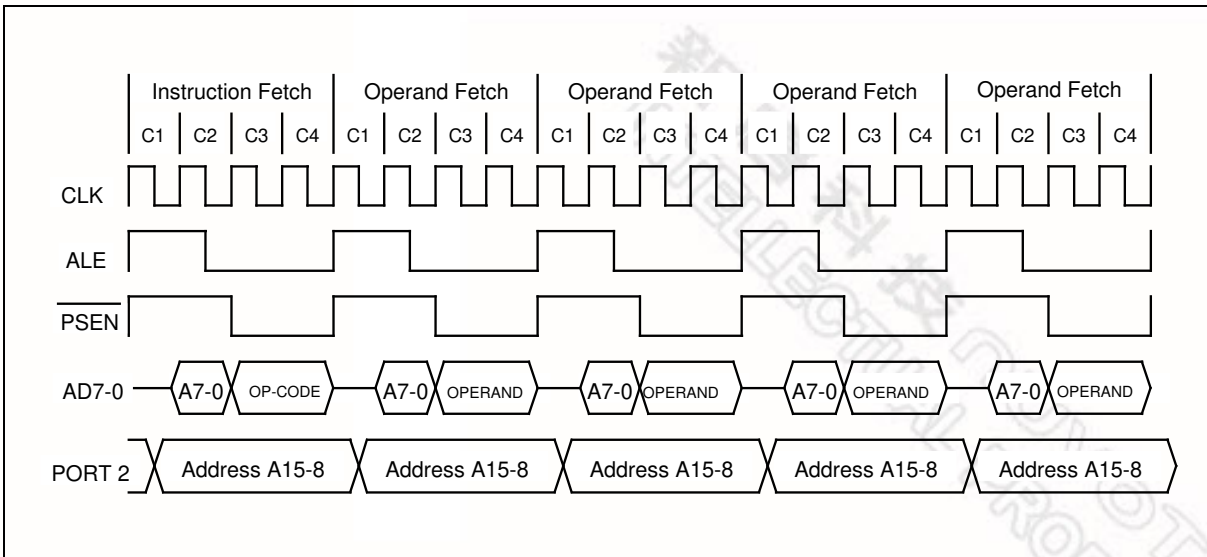 Instruction Fetch Operand Fetch Operand Fetch Operand Fetch Operand Fetch
C1 C2 C3 C4 C1 C2 C3 C4 C1 C2 C3 C4 C1 C2 C3 C4 C1 C2 C3 C4
CLK
ALE
PSEN
AD7-0 A7-0 OP-CODE A7-0 OPERAND A7-0 OPERAND A7-0 OPERAND A7-0 OPERAND
PORT 2 Address A15-8 Address A15-8 Address A15-8 Address A15-8 Address A15-8